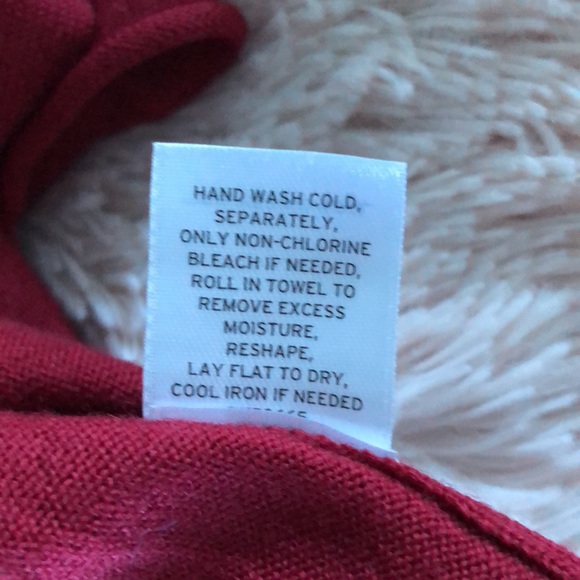 HAND WASH COLD,
SEPARATELY,
ONLY NON-CHLORINE
BLEACH IF NEEDED,
ROLL IN TOWEL TO
REMOVE EXCESS
MOISTURE,
RESHAPE,
LAY FLAT TO DRY,
COOL IRON IF NEEDED